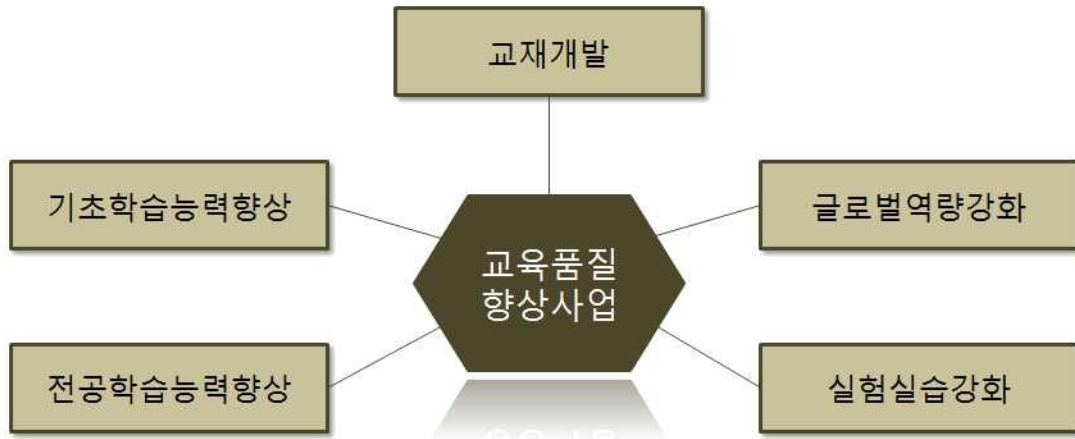 교재개발
기초학습능력향상
글로벌역량강화
교육품질
향상사업
전공학습능력향상
실험실습강화